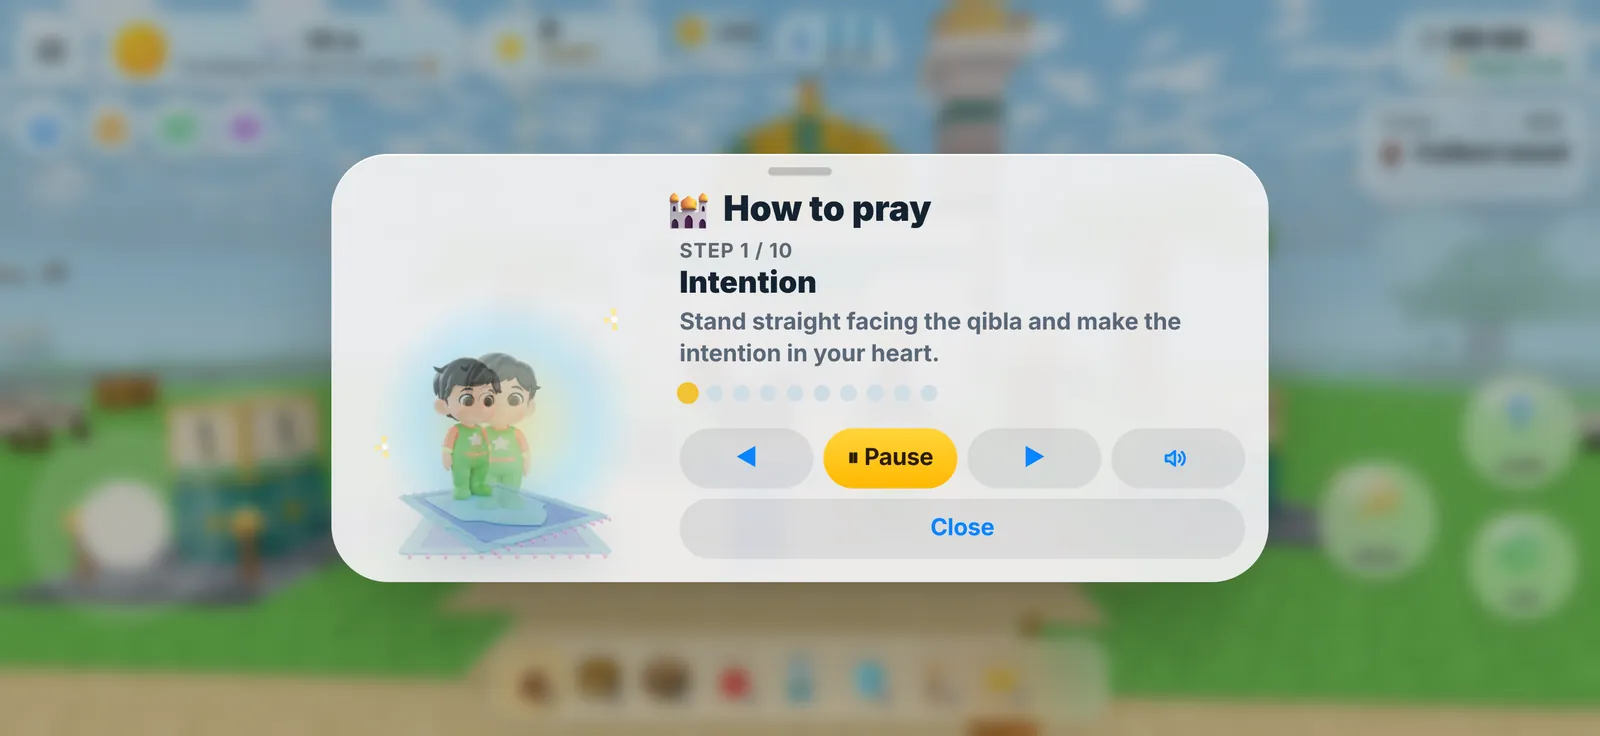 How to pray
STEP 1 / 10
Intention
Stand straight facing the qibla and make the
intention in your heart.
Pause
Close